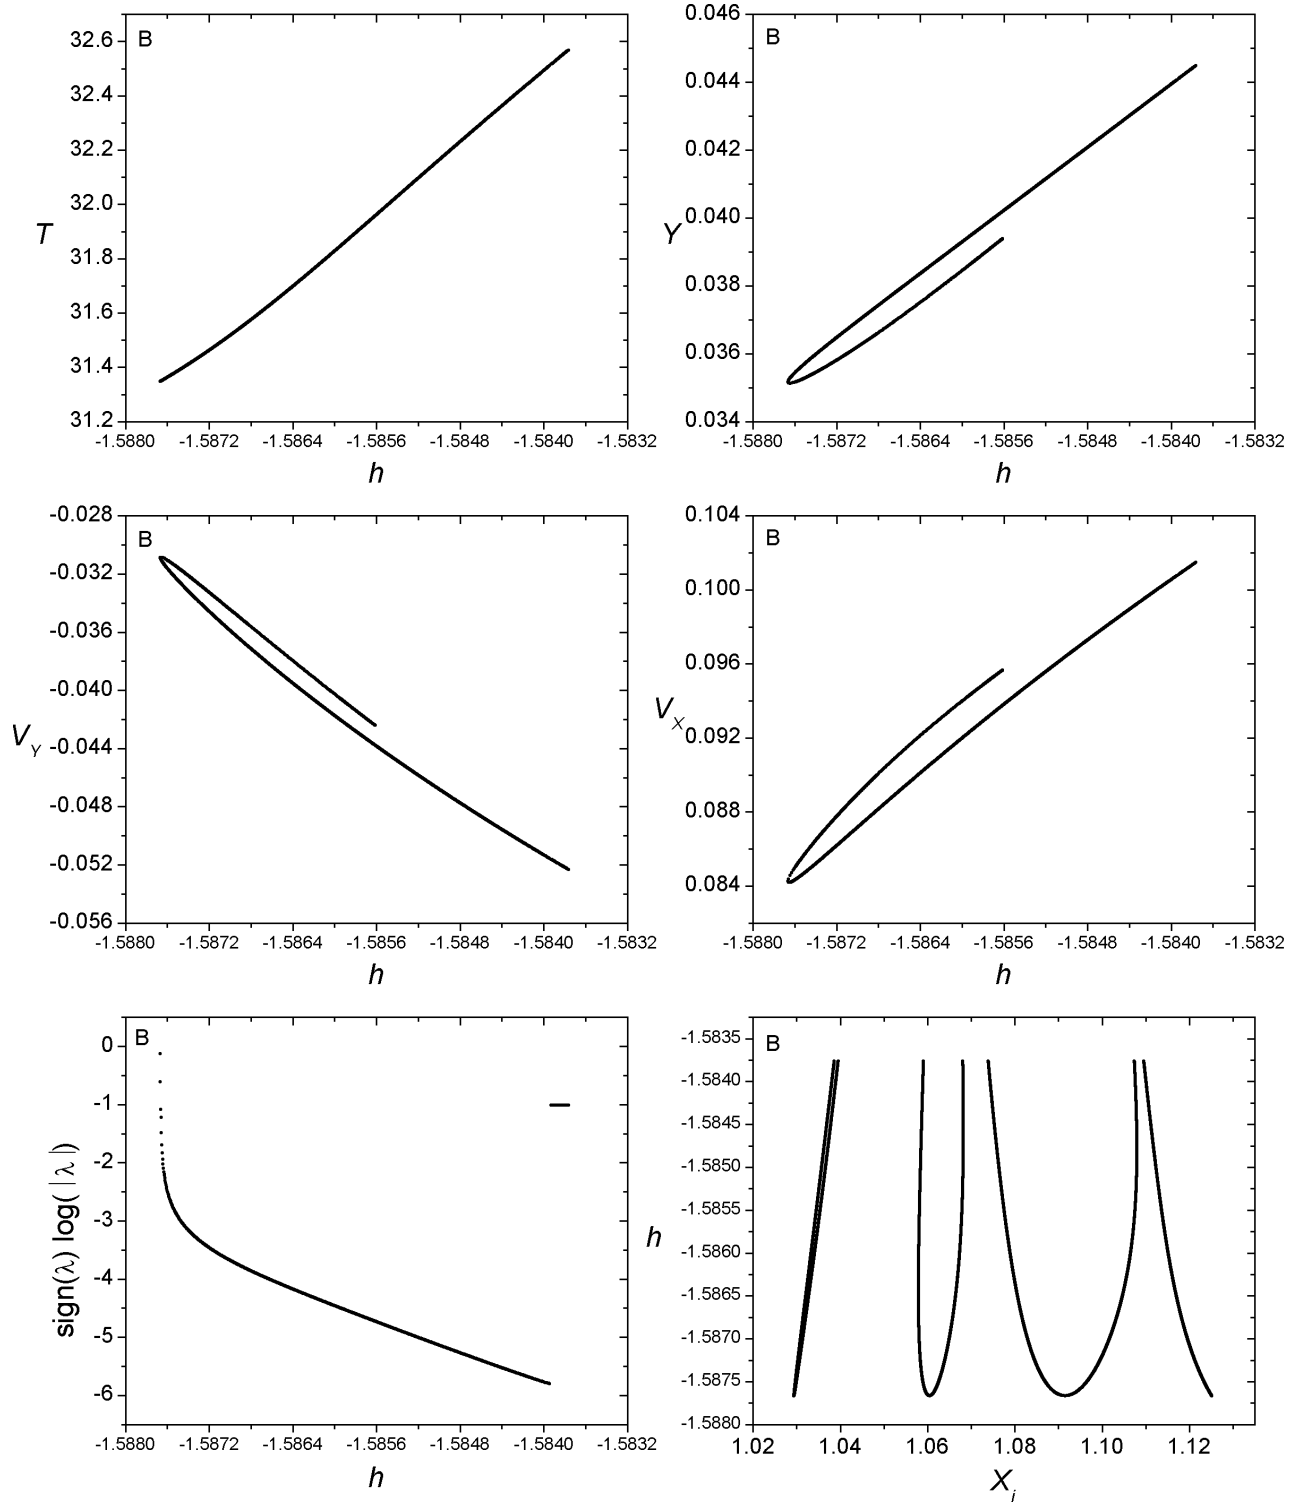 B
32.6
32.4
32.2
32.0
31.8
31.6
31.4
31.2
T
-1.5880 -1.5872 -1.5864 -1.5856 -1.5848 -1.5840 -1.5832
h
B
0.046
0.044
0.042
0.040
0.038
0.036
0.034
Y
-1.5880 -1.5872 -1.5864 -1.5856 -1.5848 -1.5840 -1.5832
h
B
-0.028
-0.032
-0.036
-0.040
-0.044
-0.048
-0.052
-0.056
V_Y
-1.5880 -1.5872 -1.5864 -1.5856 -1.5848 -1.5840 -1.5832
h
B
0.104
0.100
0.096
0.092
0.088
0.084
V_X
-1.5880 -1.5872 -1.5864 -1.5856 -1.5848 -1.5840 -1.5832
h
B
0
-1
-2
-3
-4
-5
-6
sign(λ) log(|λ|)
-1.5880 -1.5872 -1.5864 -1.5856 -1.5848 -1.5840 -1.5832
h
B
-1.5835
-1.5840
-1.5845
-1.5850
-1.5855
-1.5860
-1.5865
-1.5870
-1.5875
-1.5880
h
1.02 1.04 1.06 1.08 1.10 1.12
X_i